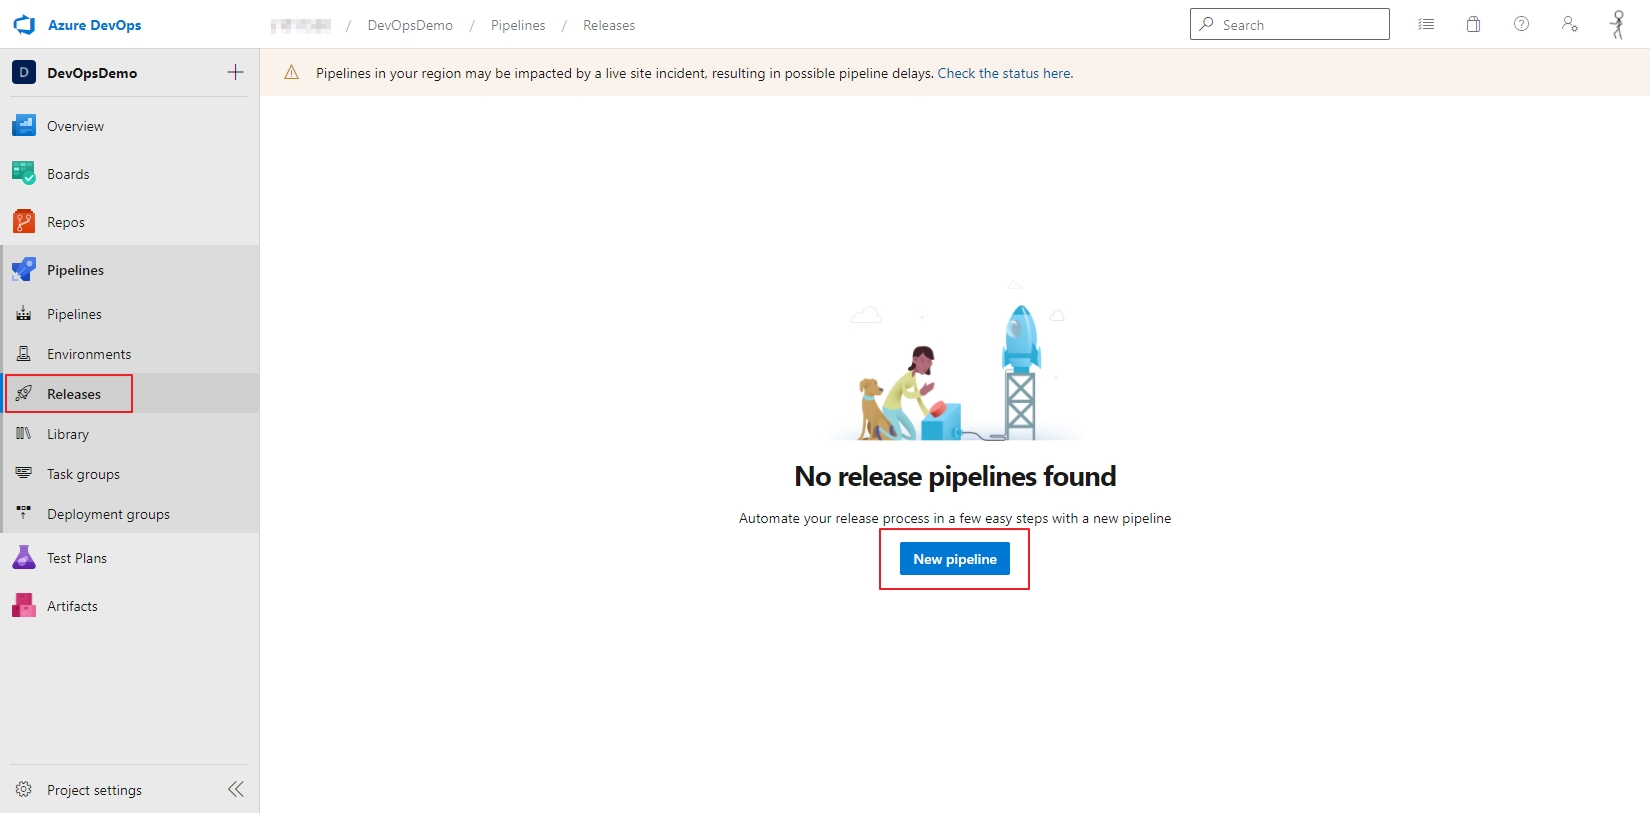 Azure DevOps
/ DevOpsDemo / Pipelines / Releases
Search
D DevOpsDemo
Pipelines in your region may be impacted by a live site incident, resulting in possible pipeline delays. Check the status here.
Overview
Boards
Repos
Pipelines
Pipelines
Environments
Releases
Library
Task groups
Deployment groups
Test Plans
Artifacts
No release pipelines found
Automate your release process in a few easy steps with a new pipeline
New pipeline
Project settings